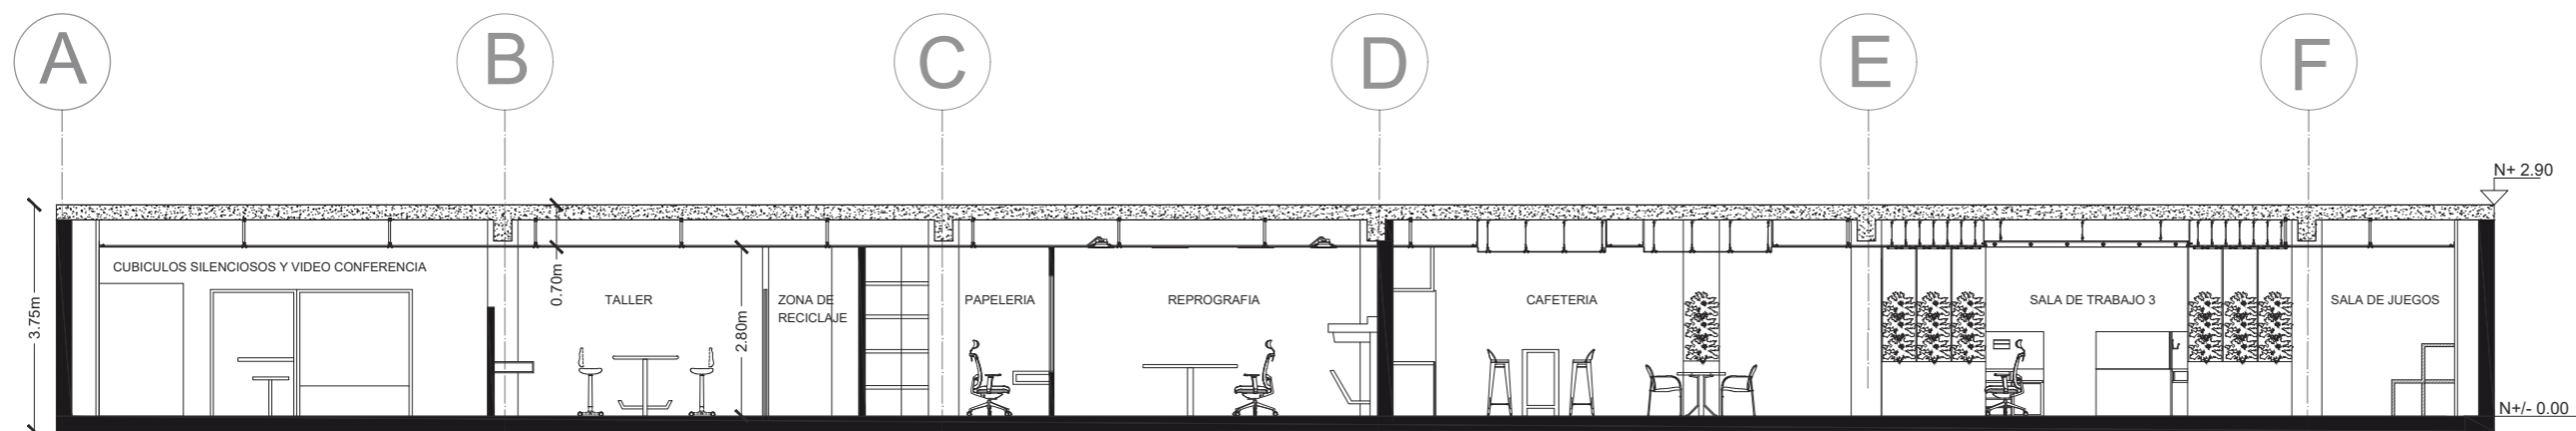 A
B
C
D
E
F
N+ 2.90
CUBICULOS SILENCIOSOS Y VIDEO CONFERENCIA
0.70m
TALLER
ZONA DE
RECICLAJE
PAPELERIA
REPROGRAFIA
CAFETERIA
SALA DE TRABAJO 3
SALA DE JUEGOS
3.75m
2.80m
N+/- 0.00